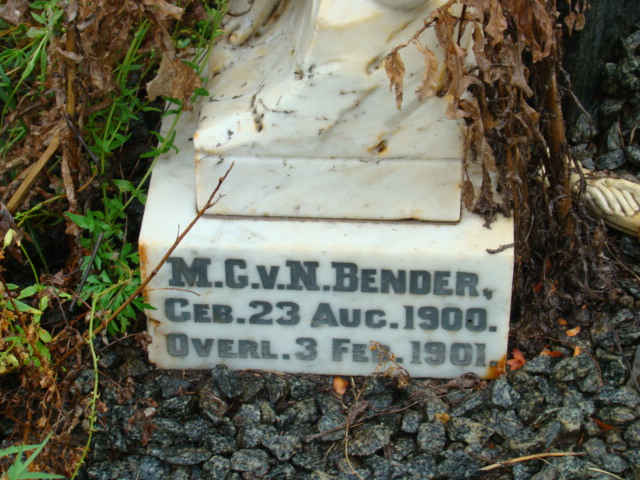 M.G.v.N.BENDER.
GEB.23 AUG.1900.
OVERL.3 FEB.1901.